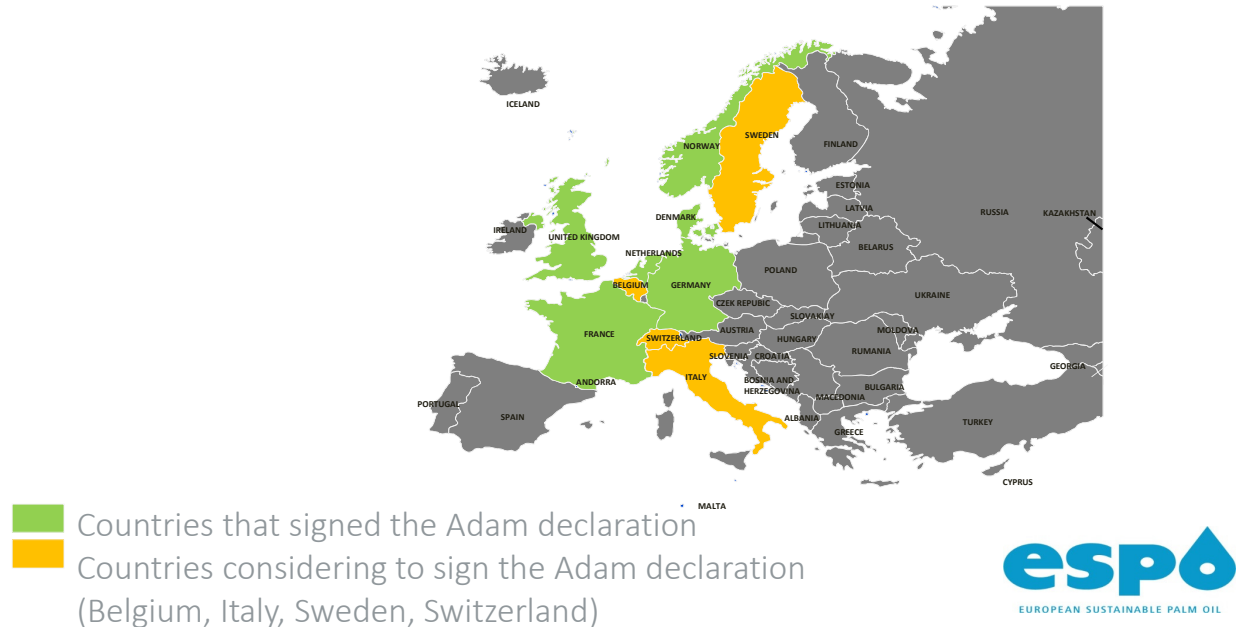 ICELAND
SWEDEN
NORWAY
FINLAND
ESTONIA
RUSSIA
KAZAKHSTAN
LATVIA
DENMARK
LITHUANIA
IRELAND
UNITED KINGDOM
BELARUS
NETHERLANDS
POLAND
BELGIUM
GERMANY
UKRAINE
CZEK REPUBIC
SLOVAKIAY
FRANCE
SWITZERLAND
AUSTRIA
MOLDOVA
HUNGARY
RUMANIA
SLOVENIA
CROATIA
GEORGIA
ITALY
ANDORRA
BOSNIA AND
HERZEGOVINA
BULGARIA
MACEDONIA
PORTUGAL
SPAIN
ALBANIA
TURKEY
GREECE
CYPRUS
MALTA
Countries that signed the Adam declaration
Countries considering to sign the Adam declaration
(Belgium, Italy, Sweden, Switzerland)
espo
EUROPEAN SUSTAINABLE PALM OIL